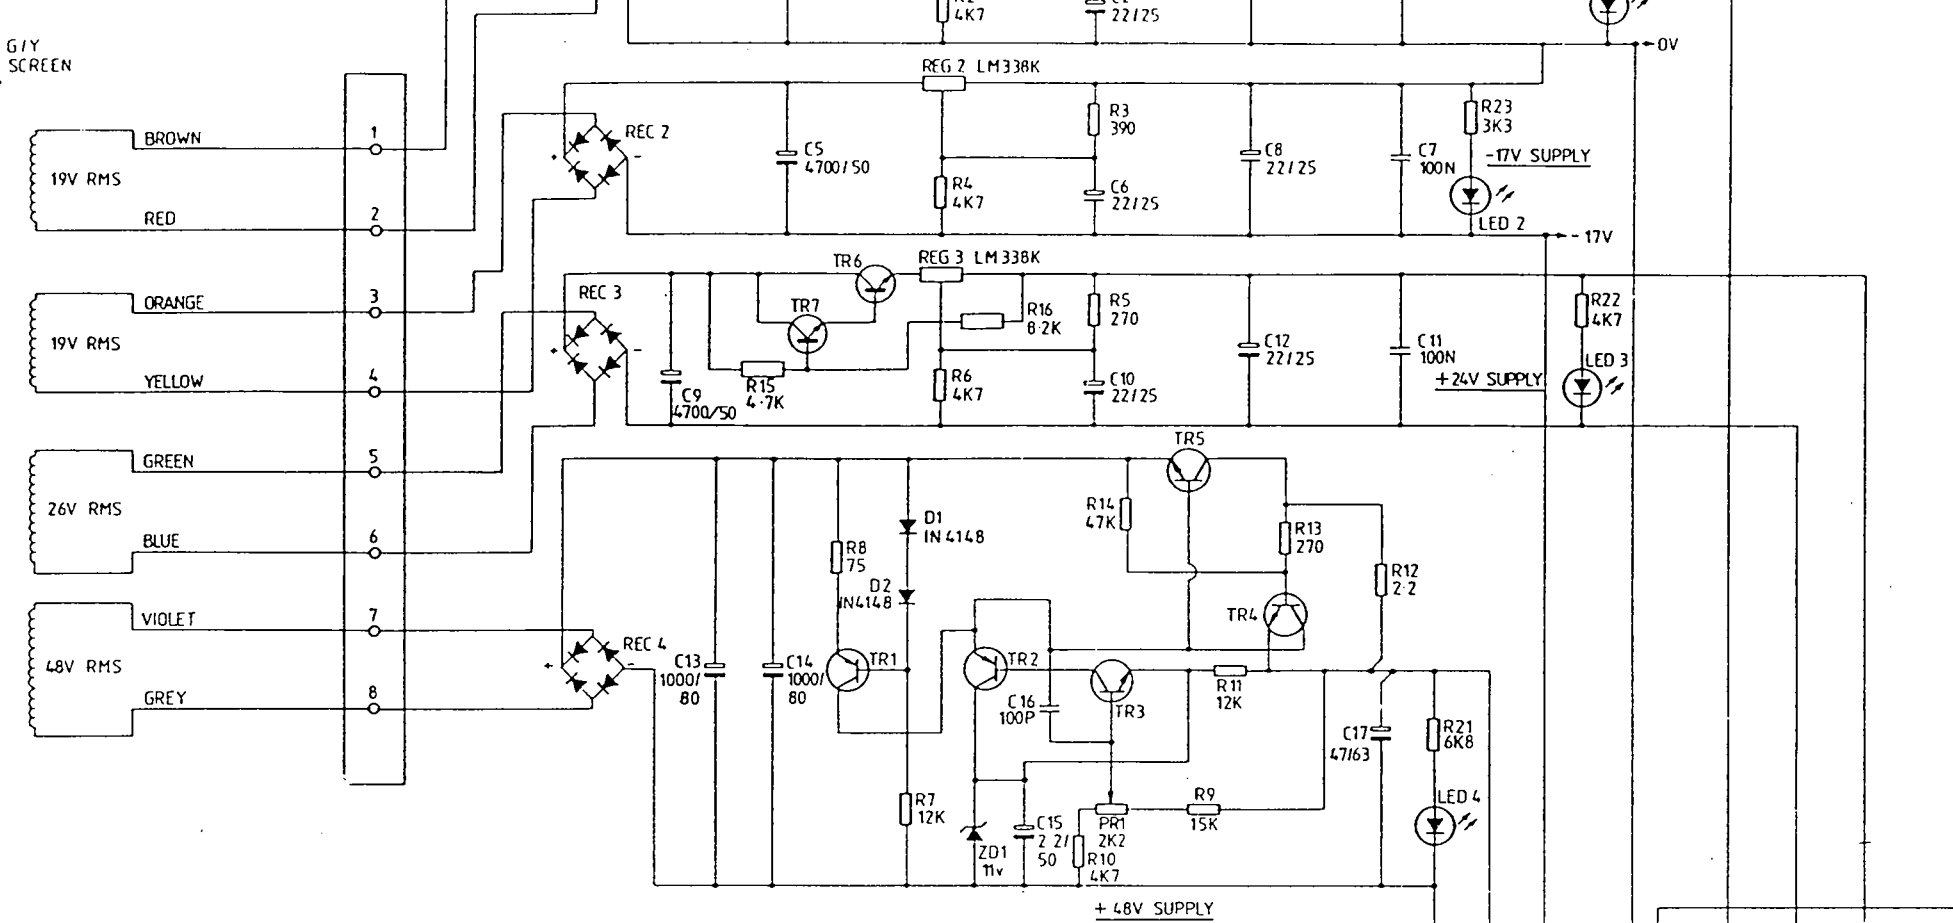 4K7
22/25
G/Y
SCREEN
0V
REG 2 LM338K
BROWN
1
REC 2
+
-
C5
4700/50
R3
390
R4
4K7
C6
22/25
C8
22/25
C7
100N
R23
3K3
-17V SUPPLY
LED 2
-17V
19V RMS
RED
2
ORANGE
3
19V RMS
YELLOW
4
REC 3
+
-
C9
4700/50
TR6
TR7
R15
4·7K
REG 3 LM338K
R16
8·2K
R5
270
R6
4K7
C10
22/25
C12
22/25
C11
100N
+24V SUPPLY
R22
4K7
LED 3
GREEN
5
26V RMS
BLUE
6
VIOLET
7
48V RMS
GREY
8
REC 4
+
-
C13
1000/
80
C14
1000/
80
R8
75
D1
IN4148
D2
IN4148
TR1
R7
12K
TR2
C16
100P
TR3
ZD1
11v
C15
2 2/
50
R10
4K7
PR1
2K2
R9
15K
TR5
R14
47K
R13
270
R12
2·2
TR4
R11
12K
C17
47/63
R21
6K8
LED 4
+ 48V SUPPLY